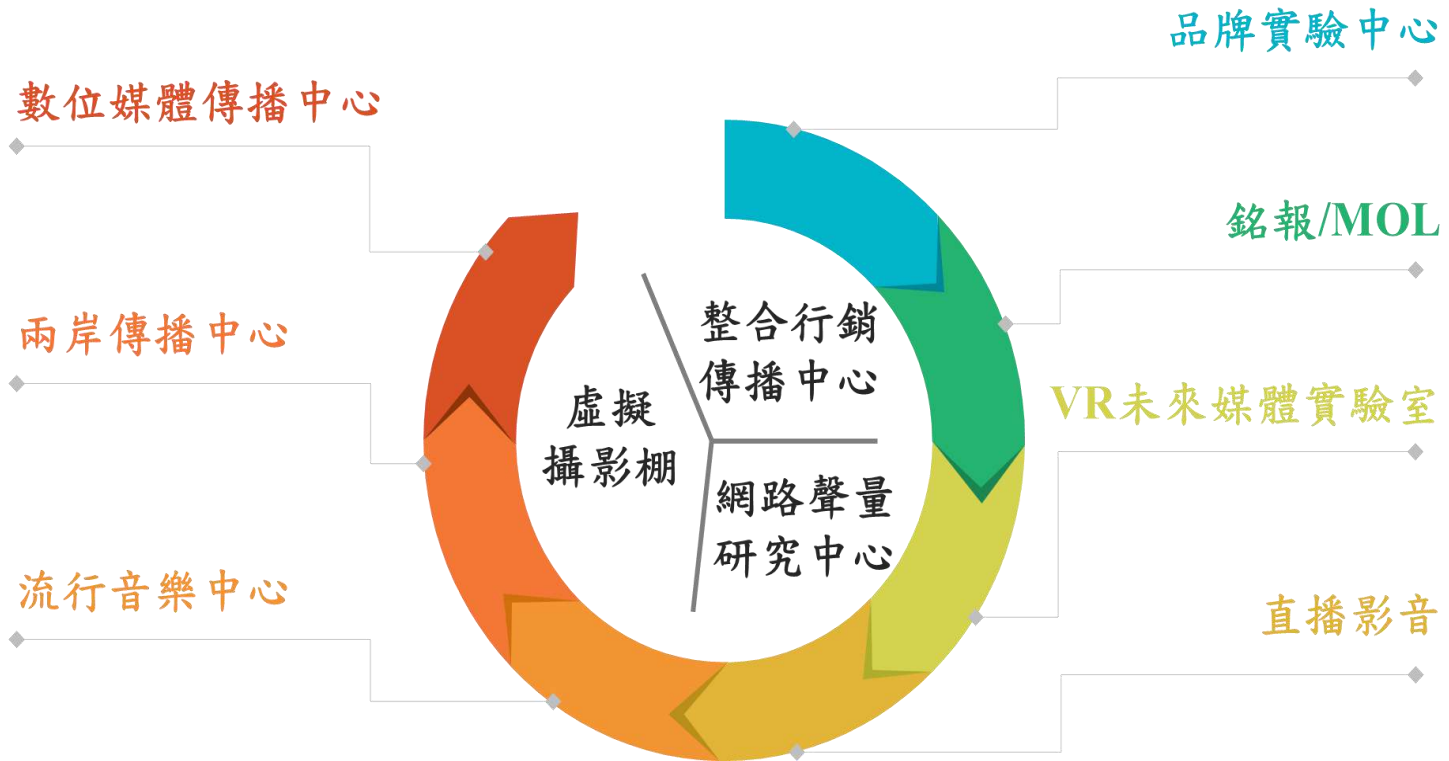 品牌實驗中心
數位媒體傳播中心
銘報/MOL
兩岸傳播中心
VR未來媒體實驗室
流行音樂中心
直播影音
整合行銷
傳播中心
虛擬
攝影棚
網路聲量
研究中心